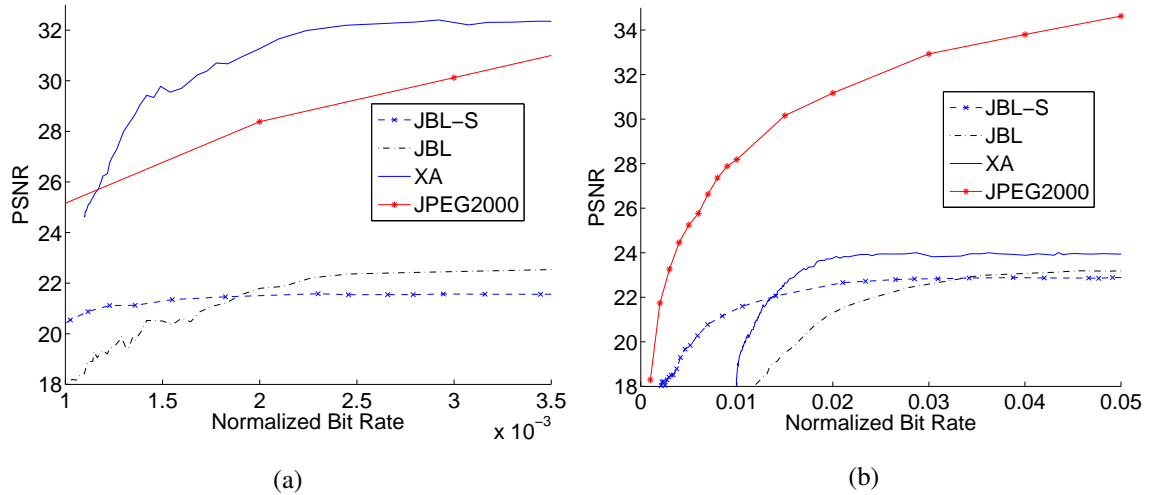 32
30
28
26
24
22
20
18
PSNR
1
1.5
2
2.5
3
3.5
x 10^-3
Normalized Bit Rate
JBL-S
JBL
XA
JPEG2000
(a)
34
32
30
28
26
24
22
20
18
PSNR
0
0.01
0.02
0.03
0.04
0.05
Normalized Bit Rate
JBL-S
JBL
XA
JPEG2000
(b)